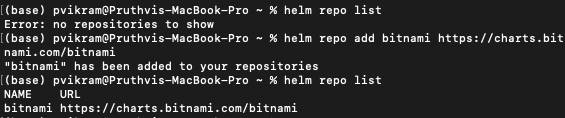 [(base) pvikram@Pruthvis-MacBook-Pro ~ % helm repo list
Error: no repositories to show
[(base) pvikram@Pruthvis-MacBook-Pro ~ % helm repo add bitnami https://charts.bit
nami.com/bitnami
"bitnami" has been added to your repositories
[(base) pvikram@Pruthvis-MacBook-Pro ~ % helm repo list
NAME URL
bitnami https://charts.bitnami.com/bitnami